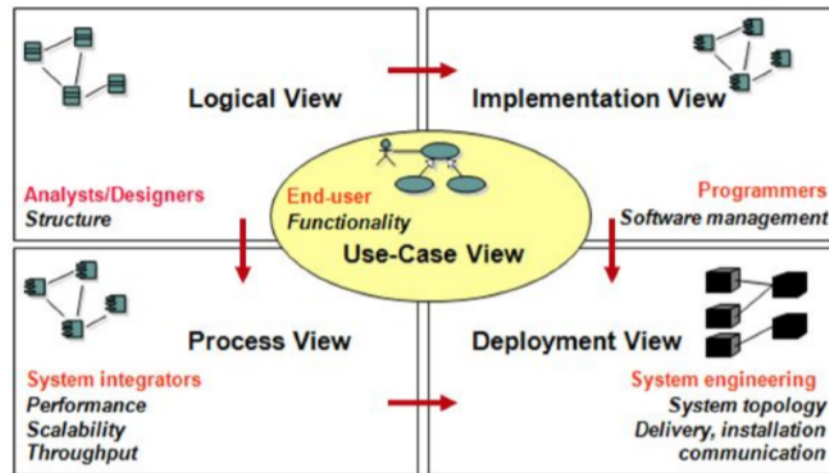 Logical View
Implementation View
Analysts/Designers
Structure
End-user
Functionality
Use-Case View
Programmers
Software management
Process View
System integrators
Performance
Scalability
Throughput
Deployment View
System engineering
System topology
Delivery, installation
communication